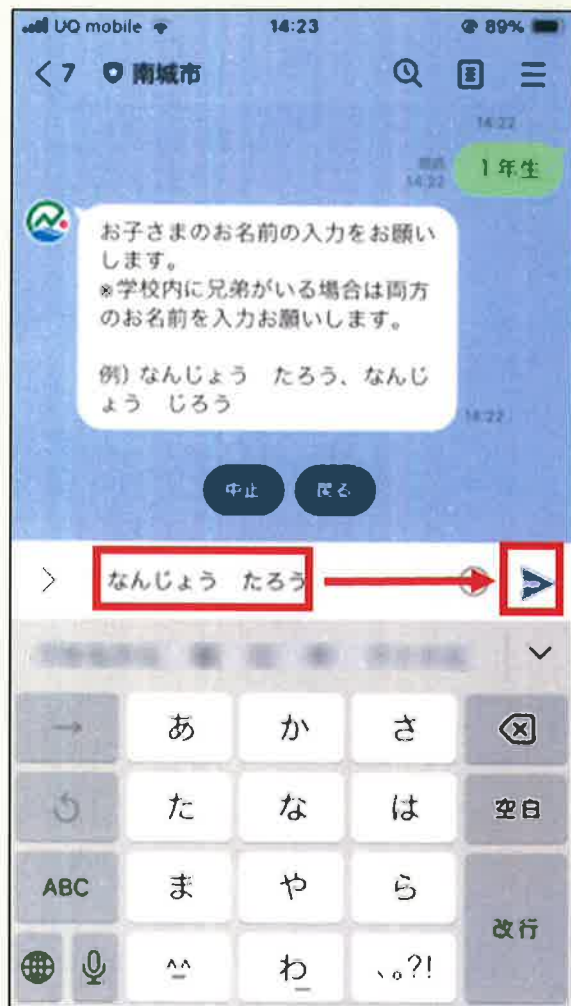 UQ mobile 14:23 89%
7 南城市
14:22
1年生
14:22
お子さまのお名前の入力をお願い
します。
※学校内に兄弟がいる場合は両方
のお名前を入力お願いします。
例) なんじょう　たろう、なんじ
ょう　じろう
14:22
中止 戻る
なんじょう　たろう
→ あ か さ
た な は 空白
ABC ま や ら
改行
^^ わ 、。?!